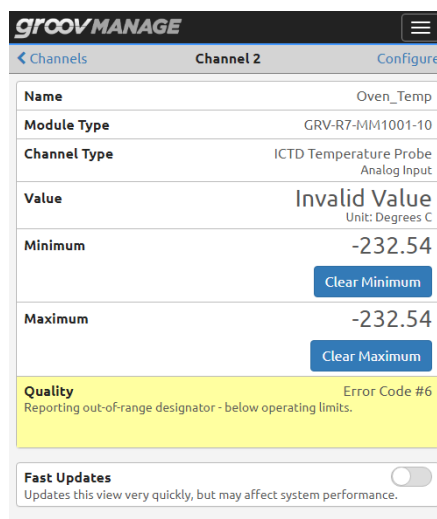 groovMANAGE
Channels Channel 2 Configure
Name Oven_Temp
Module Type GRV-R7-MM1001-10
Channel Type ICTD Temperature Probe
Analog Input
Value Invalid Value
Unit: Degrees C
Minimum -232.54
Clear Minimum
Maximum -232.54
Clear Maximum
Quality Error Code #6
Reporting out-of-range designator - below operating limits.
Fast Updates
Updates this view very quickly, but may affect system performance.